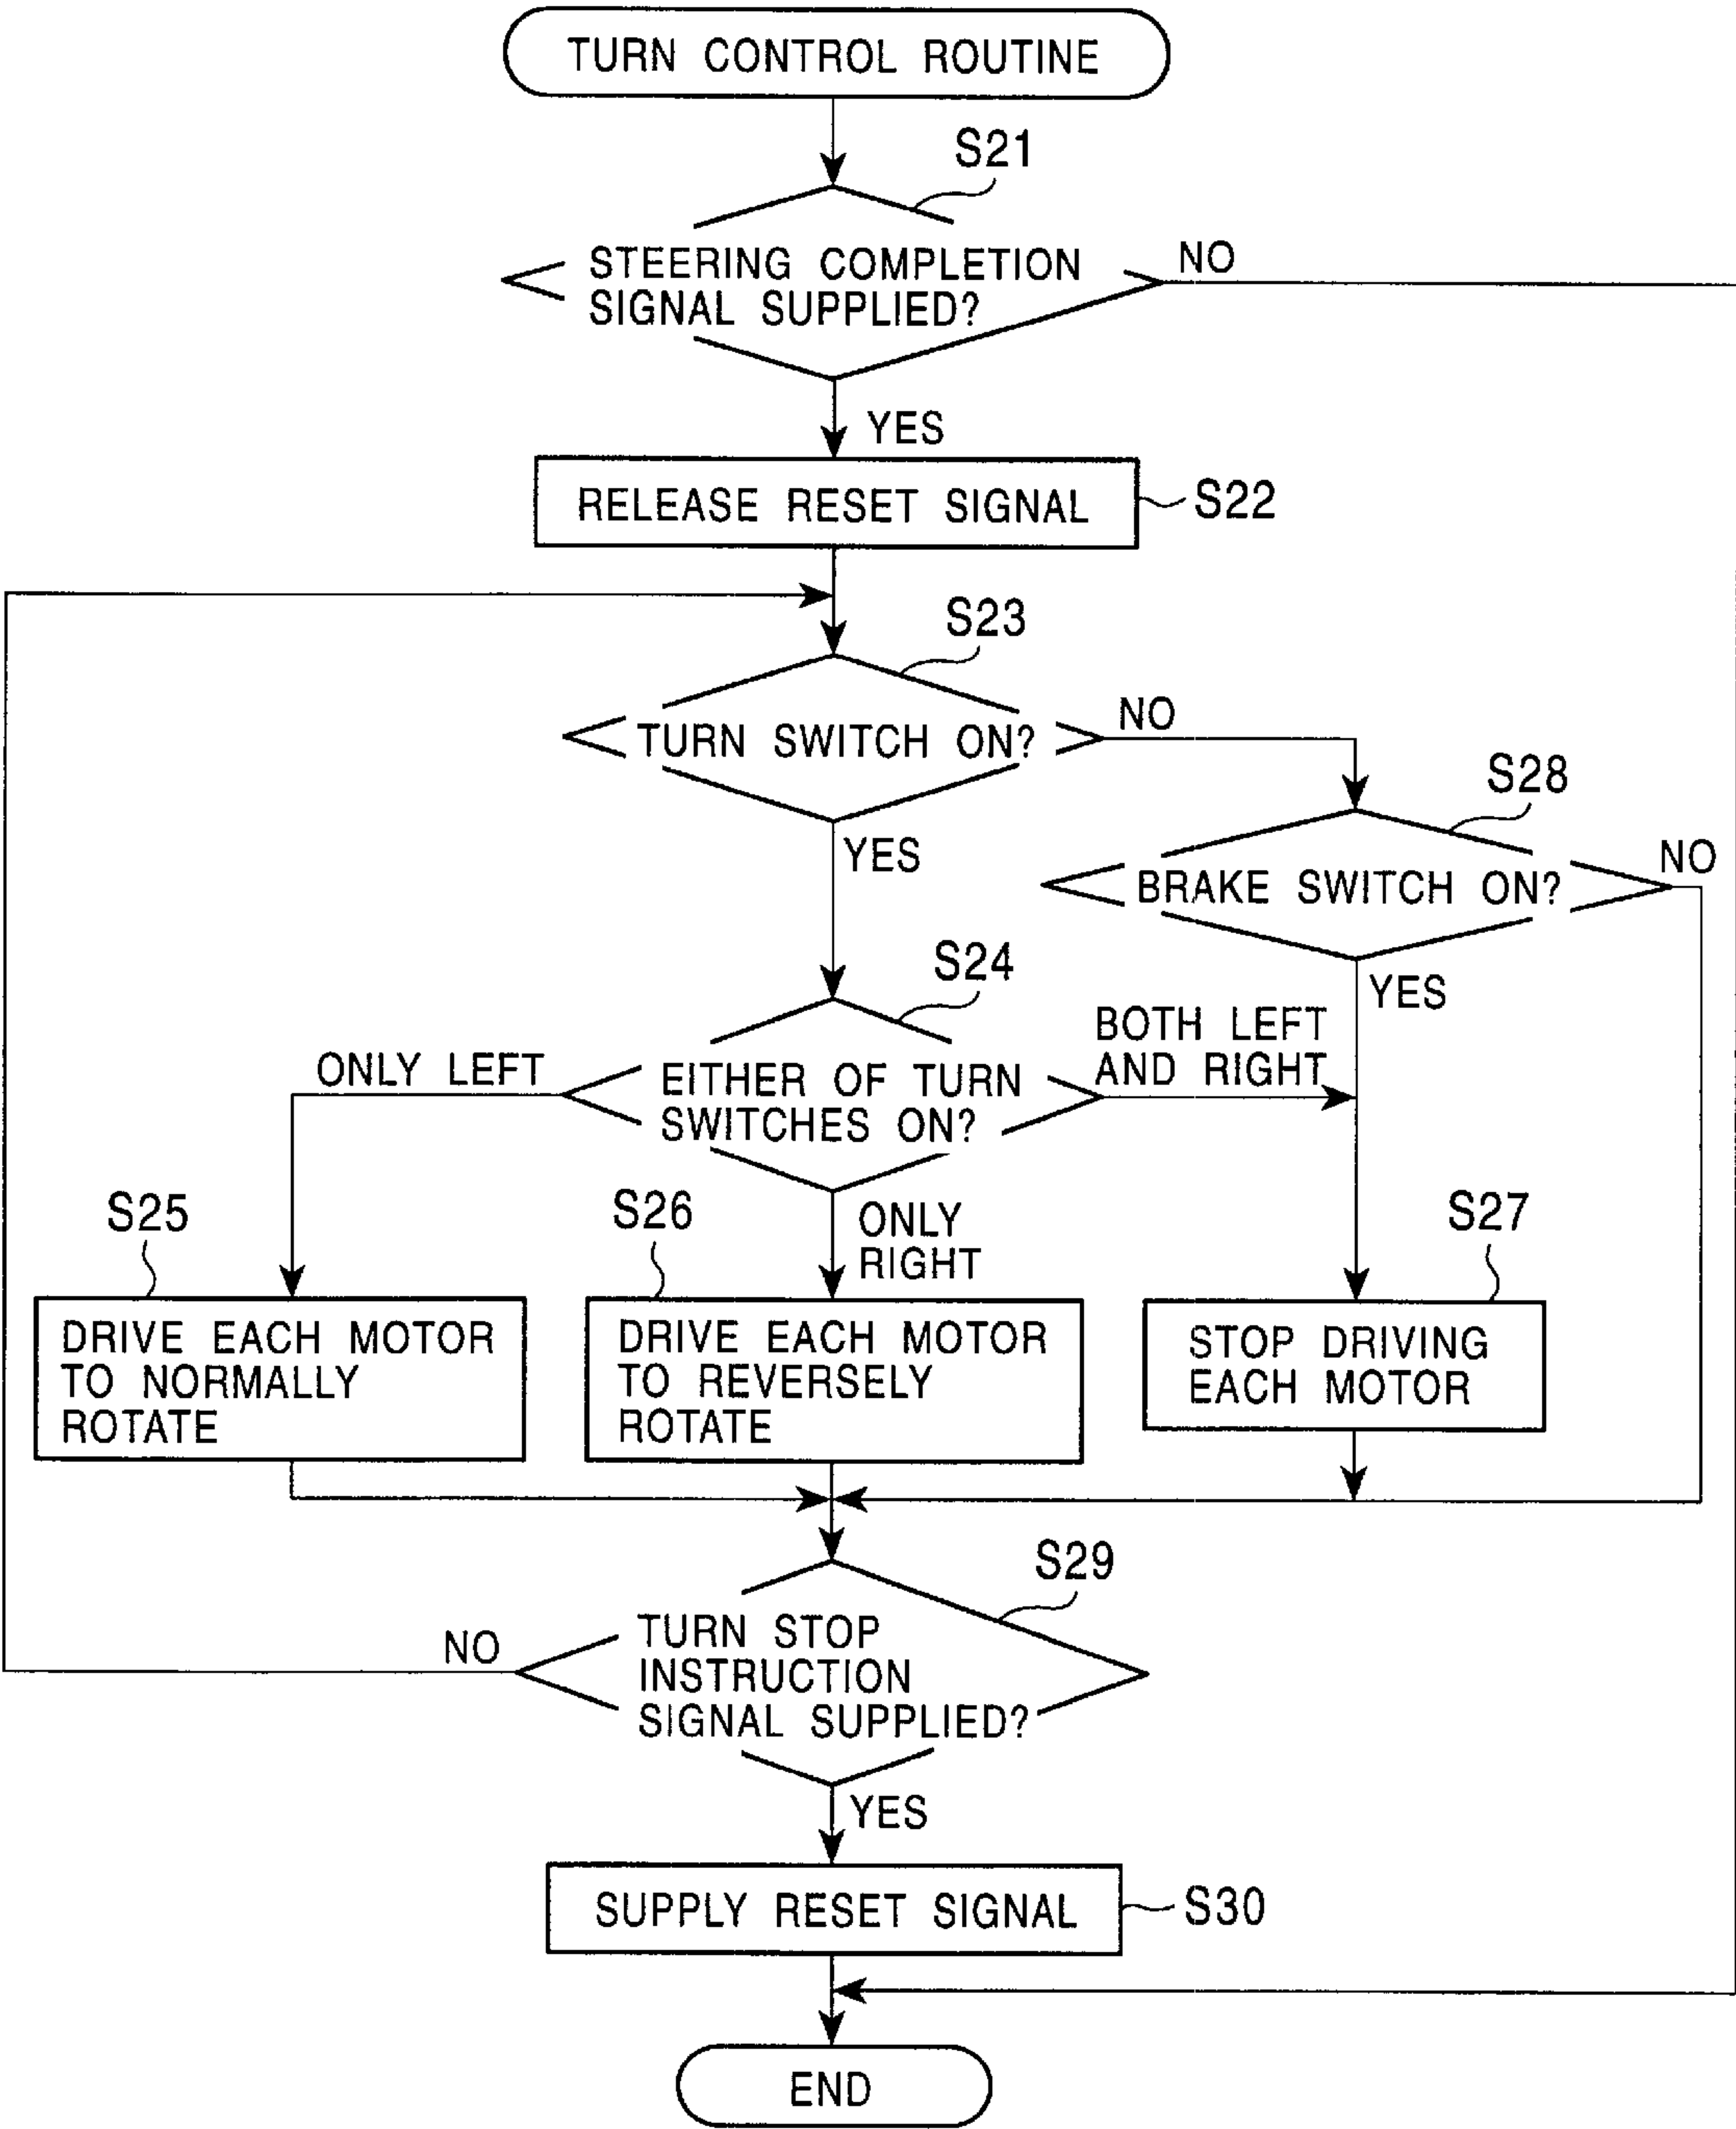 TURN CONTROL ROUTINE
S21
STEERING COMPLETION
SIGNAL SUPPLIED?
NO
YES
RELEASE RESET SIGNAL
S22
S23
TURN SWITCH ON?
NO
YES
S28
BRAKE SWITCH ON?
NO
YES
S24
EITHER OF TURN
SWITCHES ON?
ONLY LEFT
BOTH LEFT
AND RIGHT
ONLY
RIGHT
S25
DRIVE EACH MOTOR
TO NORMALLY
ROTATE
S26
DRIVE EACH MOTOR
TO REVERSELY
ROTATE
S27
STOP DRIVING
EACH MOTOR
S29
TURN STOP
INSTRUCTION
SIGNAL SUPPLIED?
NO
YES
SUPPLY RESET SIGNAL
S30
END